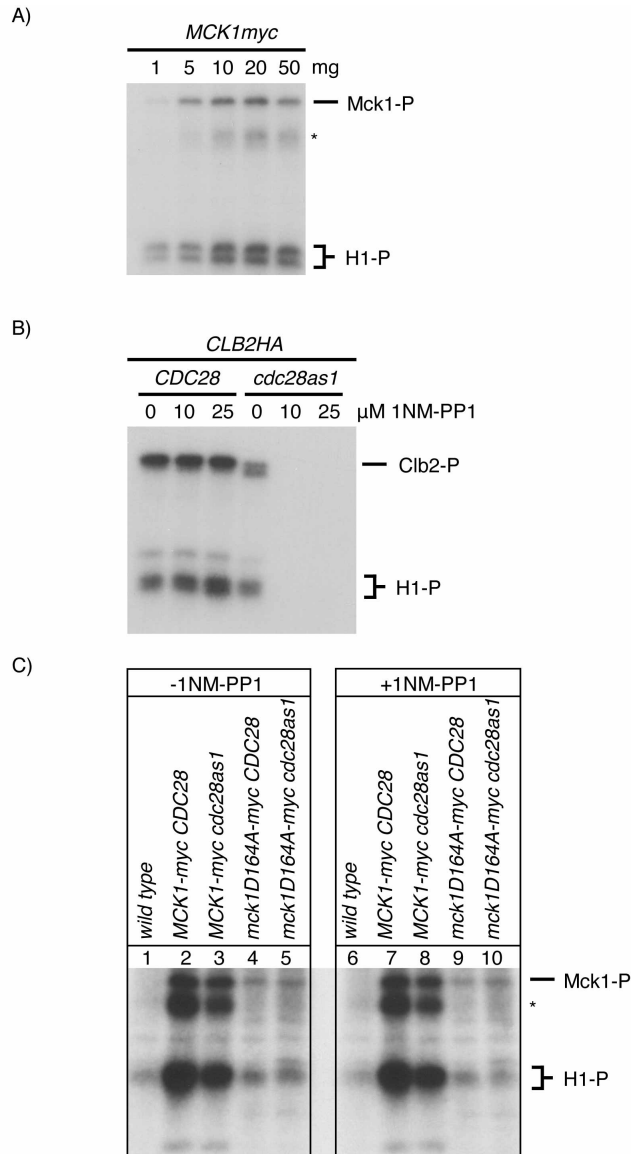 A)
MCK1myc
1 5 10 20 50 mg
Mck1-P
*
H1-P
B)
CLB2HA
CDC28 cdc28as1
0 10 25 0 10 25 µM 1NM-PP1
Clb2-P
H1-P
C)
-1NM-PP1 +1NM-PP1
wild type
MCK1-myc CDC28
MCK1-myc cdc28as1
mck1D164A-myc CDC28
mck1D164A-myc cdc28as1
wild type
MCK1-myc CDC28
MCK1-myc cdc28as1
mck1D164A-myc CDC28
mck1D164A-myc cdc28as1
1 2 3 4 5 6 7 8 9 10
Mck1-P
*
H1-P